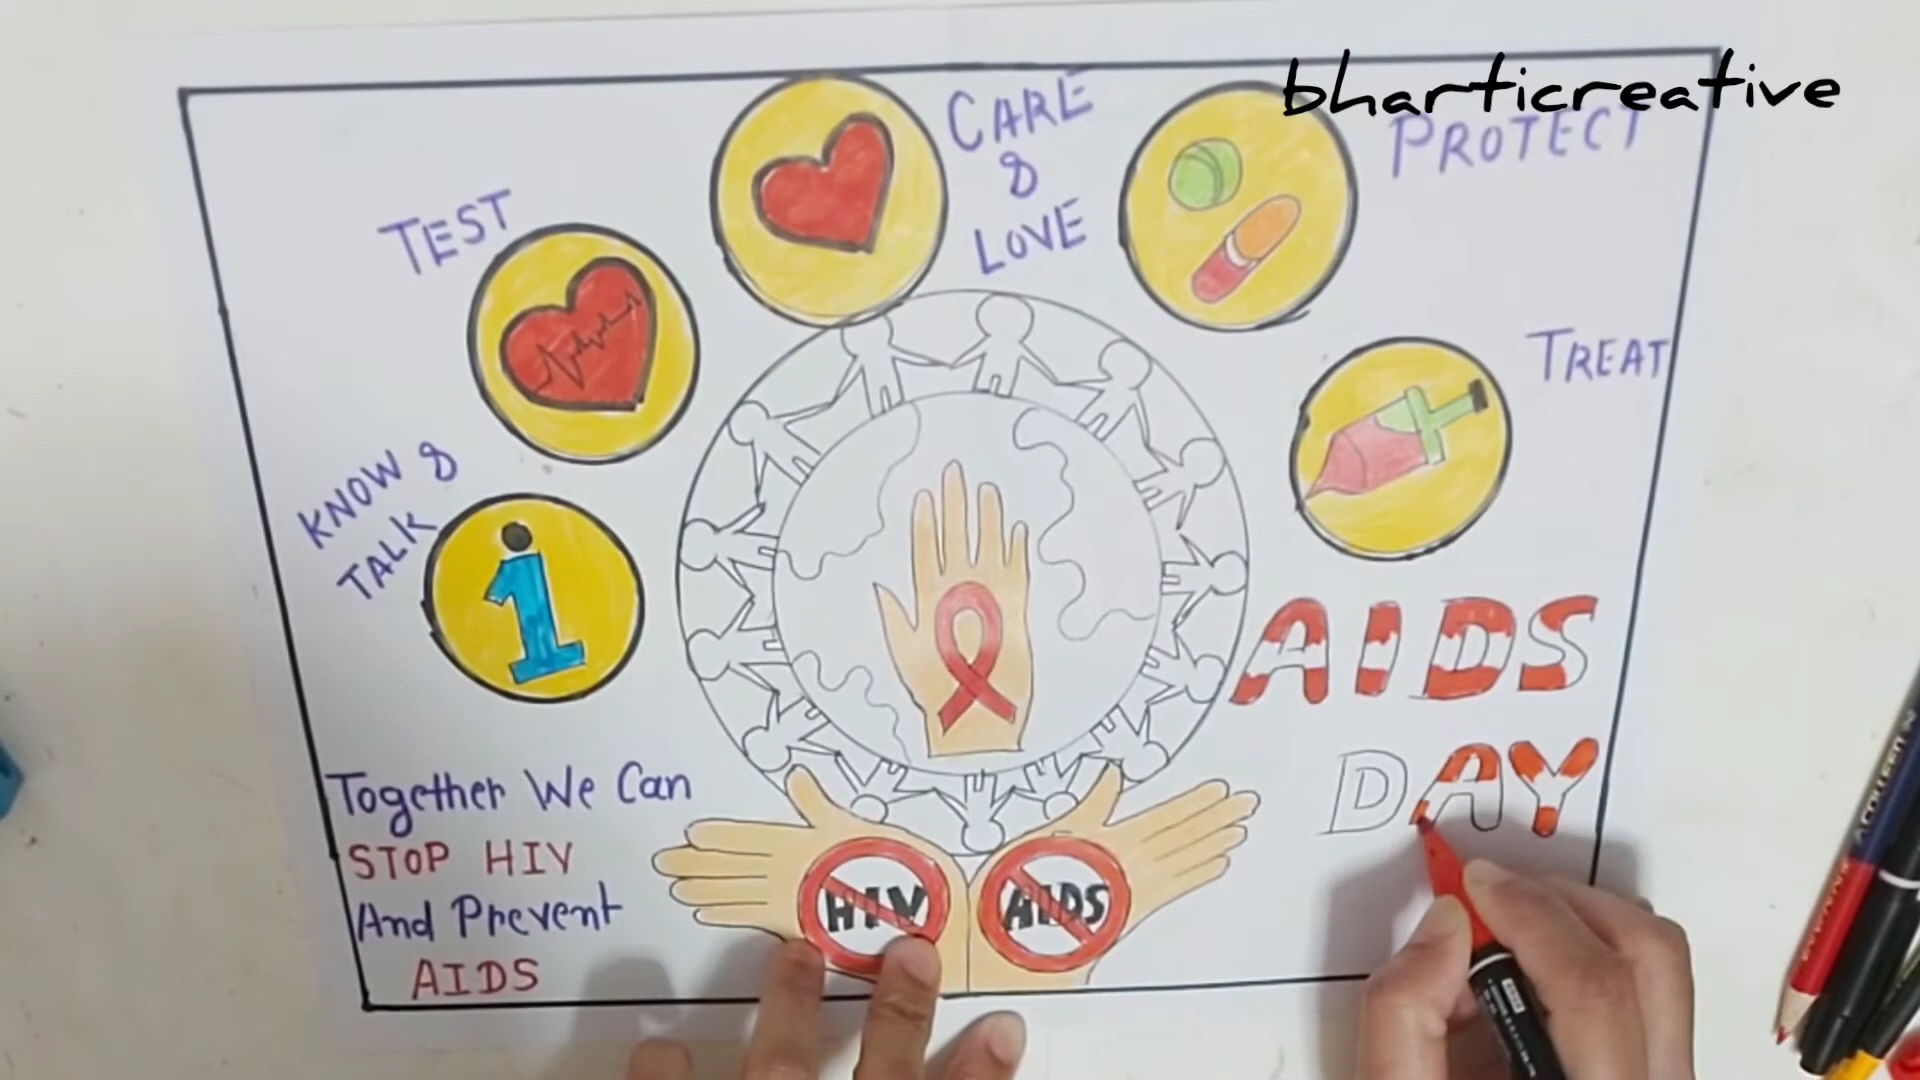 bharticreative
CARE
&
LOVE
PROTECT
TEST
TREAT
KNOW &
TALK
i
AIDS
DAY
Together We Can
STOP HIV
And Prevent
AIDS
HIV
AIDS